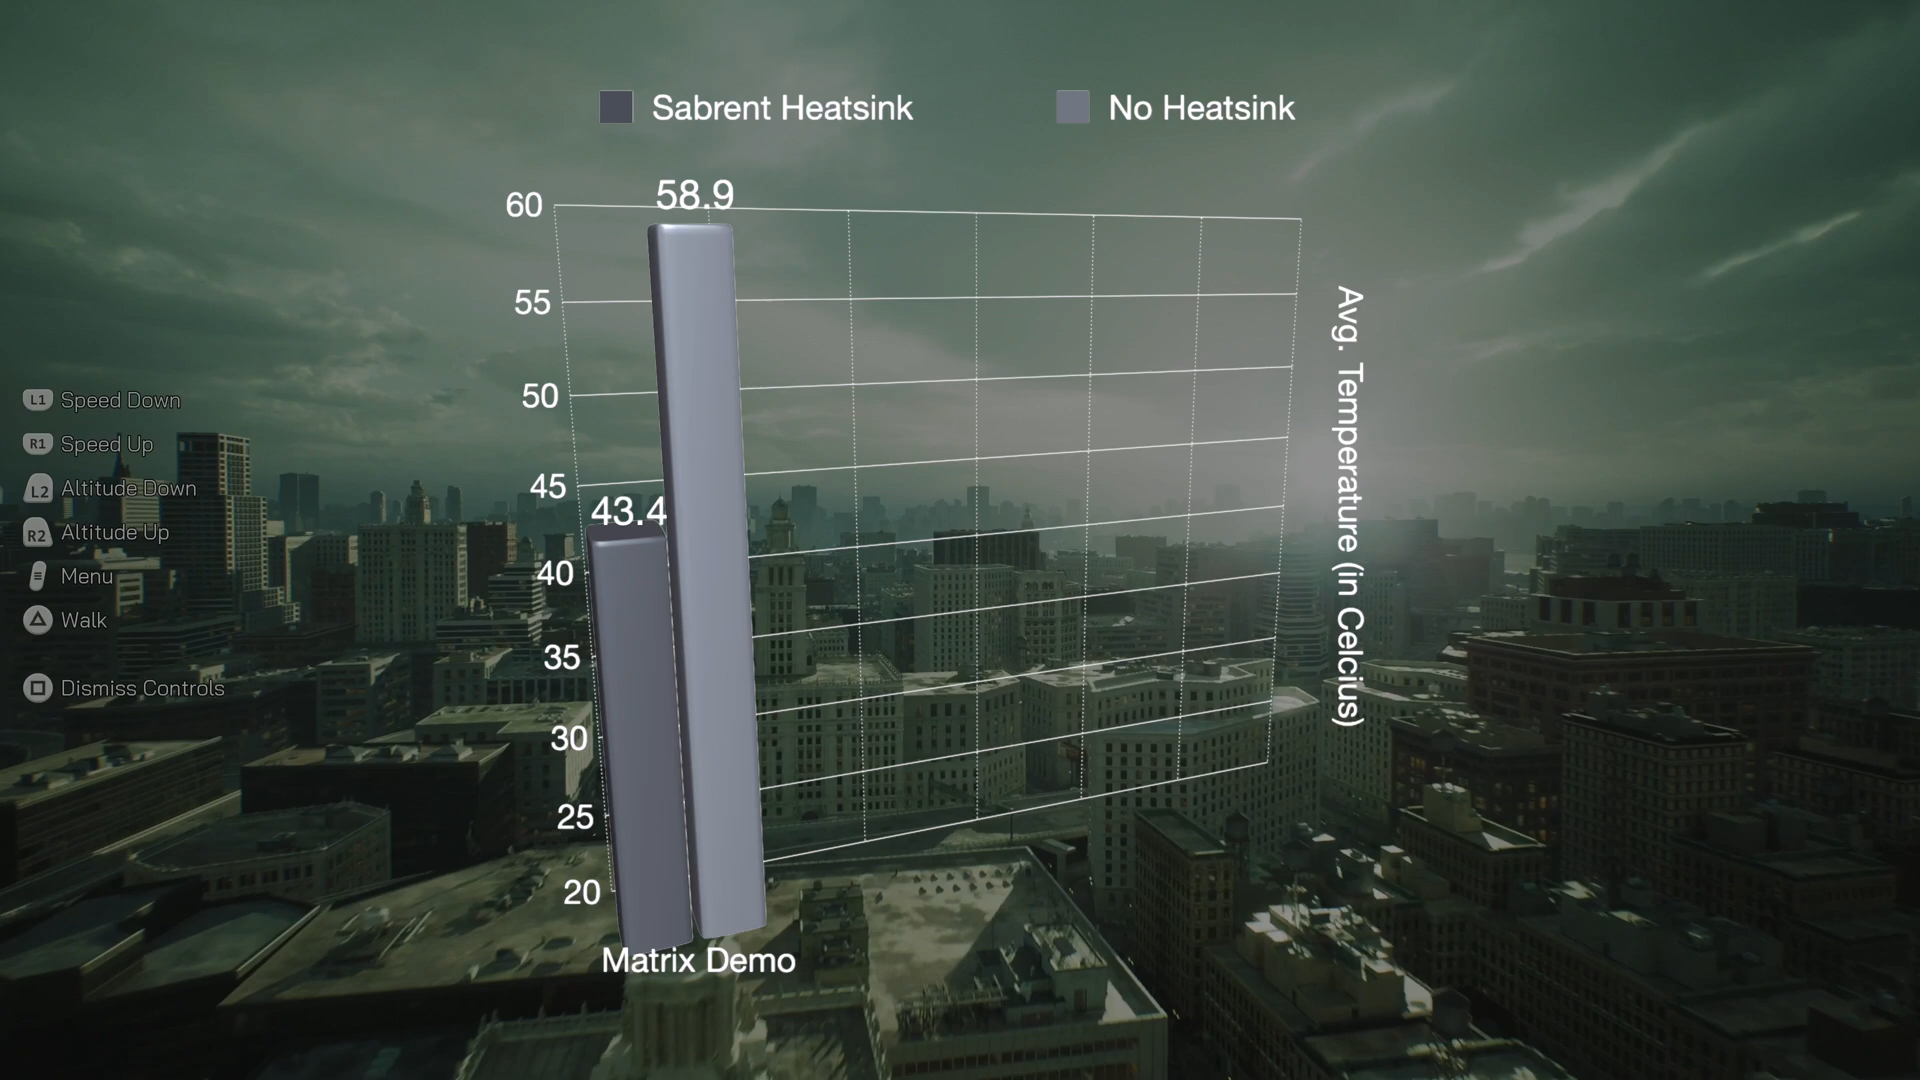 Sabrent Heatsink
No Heatsink
58.9
60
55
50
45
43.4
40
35
30
25
20
Matrix Demo
Avg. Temperature (in Celcius)
L1 Speed Down
R1 Speed Up
L2 Altitude Down
R2 Altitude Up
Menu
Walk
Dismiss Controls